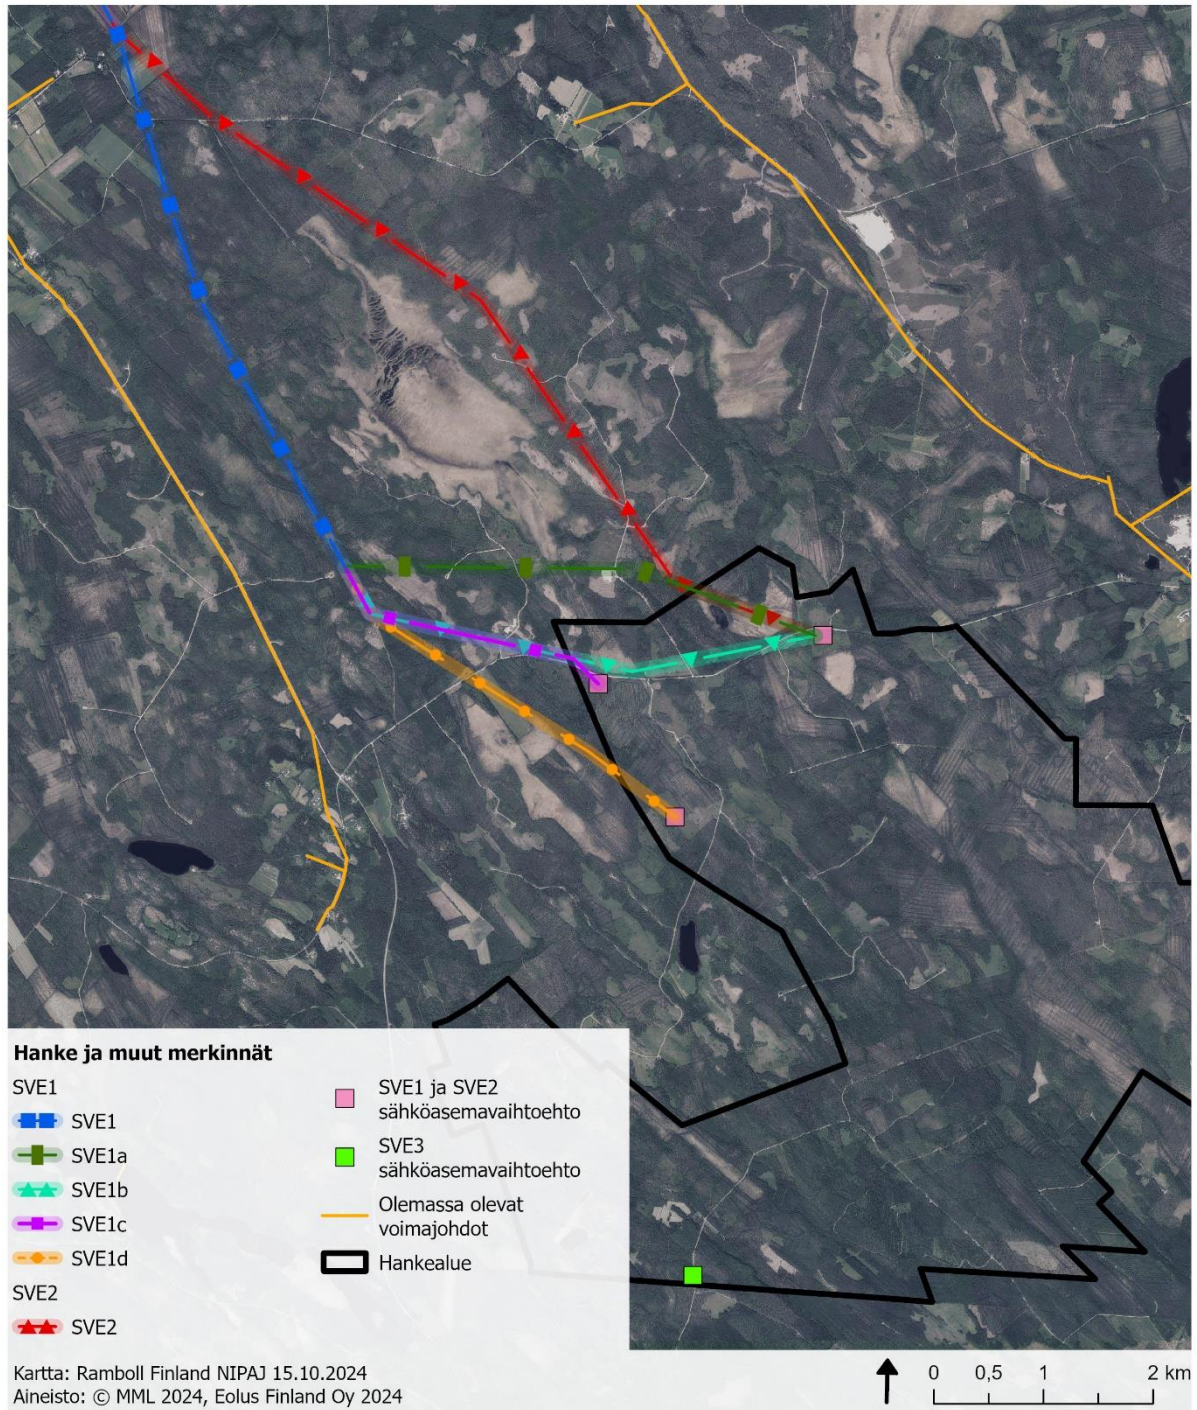 Hanke ja muut merkinnät
SVE1
SVE1
SVE1a
SVE1b
SVE1c
SVE1d
SVE2
SVE2
SVE1 ja SVE2
sähköasemavaihtoehto
SVE3
sähköasemavaihtoehto
Olemassa olevat
voimajohdot
Hankealue
Kartta: Ramboll Finland NIPAJ 15.10.2024
Aineisto: © MML 2024, Eolus Finland Oy 2024
0 0,5 1 2 km